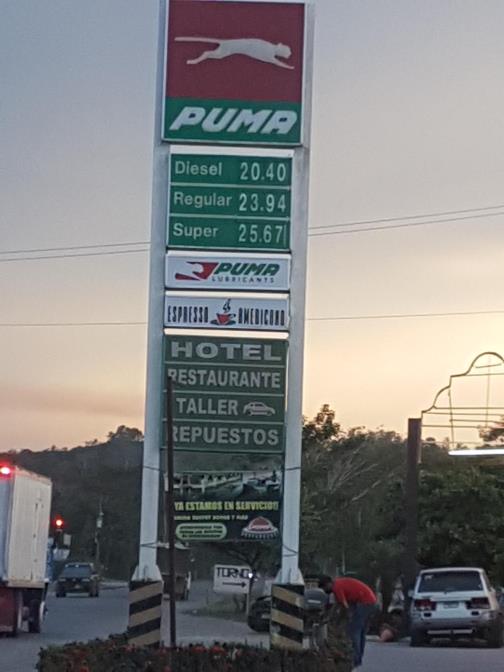 PUMA
Diesel 20.40
Regular 23.94
Super 25.67
PUMA
LUBRICANTS
ESPRESSO AMERICANO
HOTEL
RESTAURANTE
TALLER
REPUESTOS
YA ESTAMOS EN SERVICIO!!
TORNO